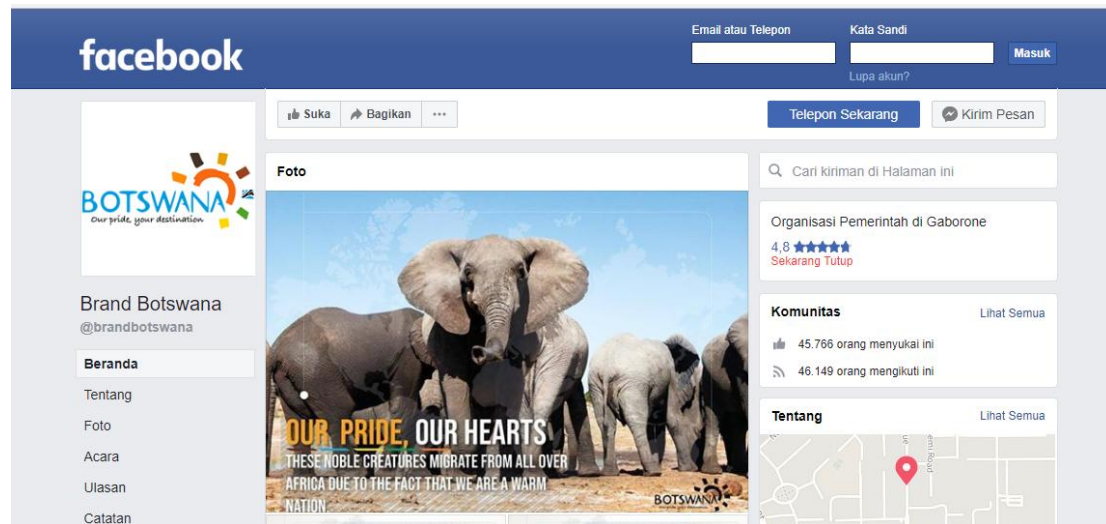 facebook
Email atau Telepon
Kata Sandi
Masuk
Lupa akun?
BOTSWANA
Our pride, your destination
Brand Botswana
@brandbotswana
Beranda
Tentang
Foto
Acara
Ulasan
Catatan
Suka
Bagikan
Telepon Sekarang
Kirim Pesan
Foto
OUR PRIDE, OUR HEARTS
THESE NOBLE CREATURES MIGRATE FROM ALL OVER
AFRICA DUE TO THE FACT THAT WE ARE A WARM
NATION
BOTSWANA
Cari kiriman di Halaman ini
Organisasi Pemerintah di Gaborone
4,8
Sekarang Tutup
Komunitas
Lihat Semua
45.766 orang menyukai ini
46.149 orang mengikuti ini
Tentang
Lihat Semua